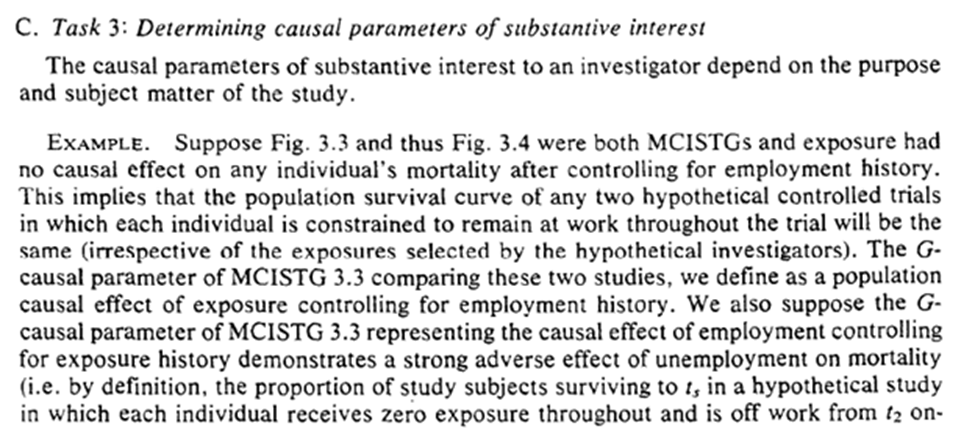 C. Task 3: Determining causal parameters of substantive interest
The causal parameters of substantive interest to an investigator depend on the purpose
and subject matter of the study.
EXAMPLE. Suppose Fig. 3.3 and thus Fig. 3.4 were both MCISTGs and exposure had
no causal effect on any individual's mortality after controlling for employment history.
This implies that the population survival curve of any two hypothetical controlled trials
in which each individual is constrained to remain at work throughout the trial will be the
same (irrespective of the exposures selected by the hypothetical investigators). The G-
causal parameter of MCISTG 3.3 comparing these two studies, we define as a population
causal effect of exposure controlling for employment history. We also suppose the G-
causal parameter of MCISTG 3.3 representing the causal effect of employment controlling
for exposure history demonstrates a strong adverse effect of unemployment on mortality
(i.e. by definition, the proportion of study subjects surviving to t₅ in a hypothetical study
in which each individual receives zero exposure throughout and is off work from t₂ on-